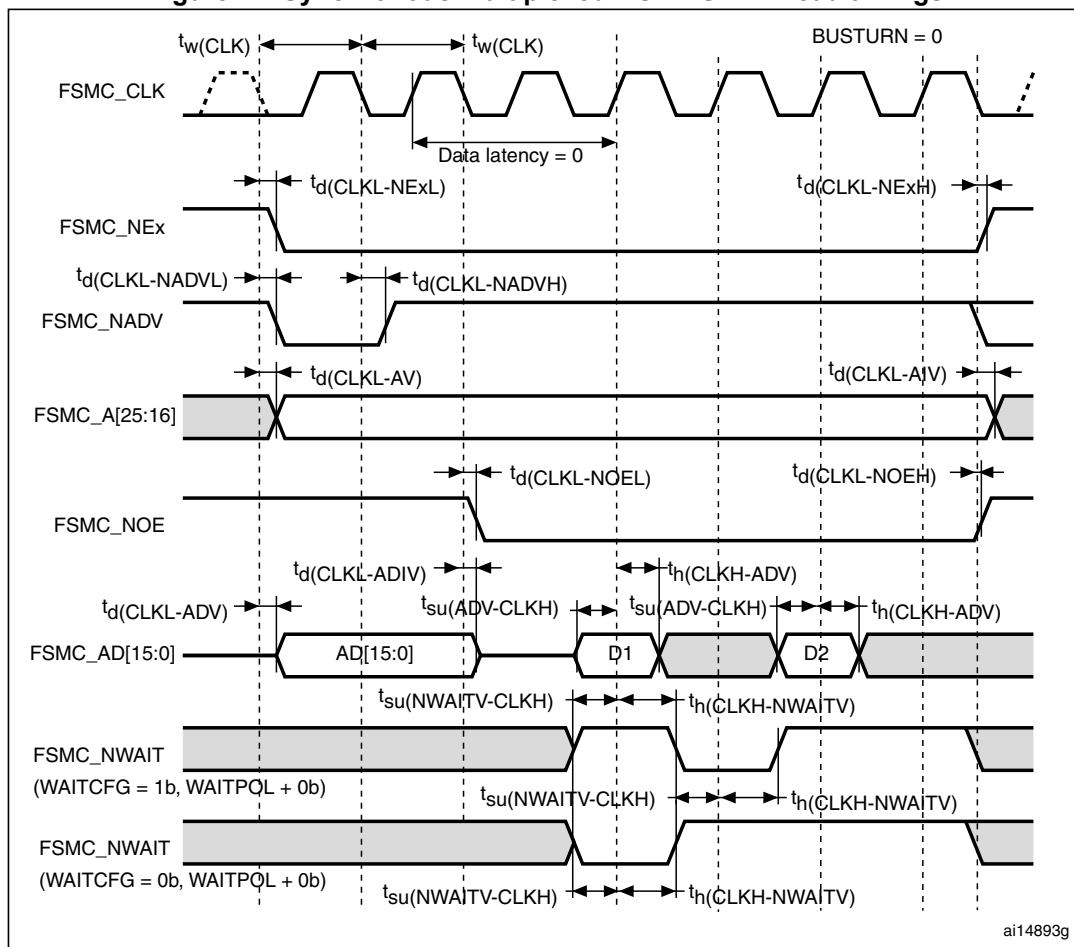 tw(CLK) tw(CLK) BUSTURN = 0
FSMC_CLK
Data latency = 0
td(CLKL-NExL) td(CLKL-NExH)
FSMC_NEx
td(CLKL-NADVL) td(CLKL-NADVH)
FSMC_NADV
td(CLKL-AV) td(CLKL-AIV)
FSMC_A[25:16]
td(CLKL-NOEL) td(CLKL-NOEH)
FSMC_NOE
td(CLKL-ADIV) th(CLKH-ADV)
td(CLKL-ADV) tsu(ADV-CLKH) tsu(ADV-CLKH) th(CLKH-ADV)
FSMC_AD[15:0] AD[15:0] D1 D2
tsu(NWAITV-CLKH) th(CLKH-NWAITV)
FSMC_NWAIT
(WAITCFG = 1b, WAITPOL + 0b)
tsu(NWAITV-CLKH) th(CLKH-NWAITV)
FSMC_NWAIT
(WAITCFG = 0b, WAITPOL + 0b)
tsu(NWAITV-CLKH) th(CLKH-NWAITV)
ai14893g